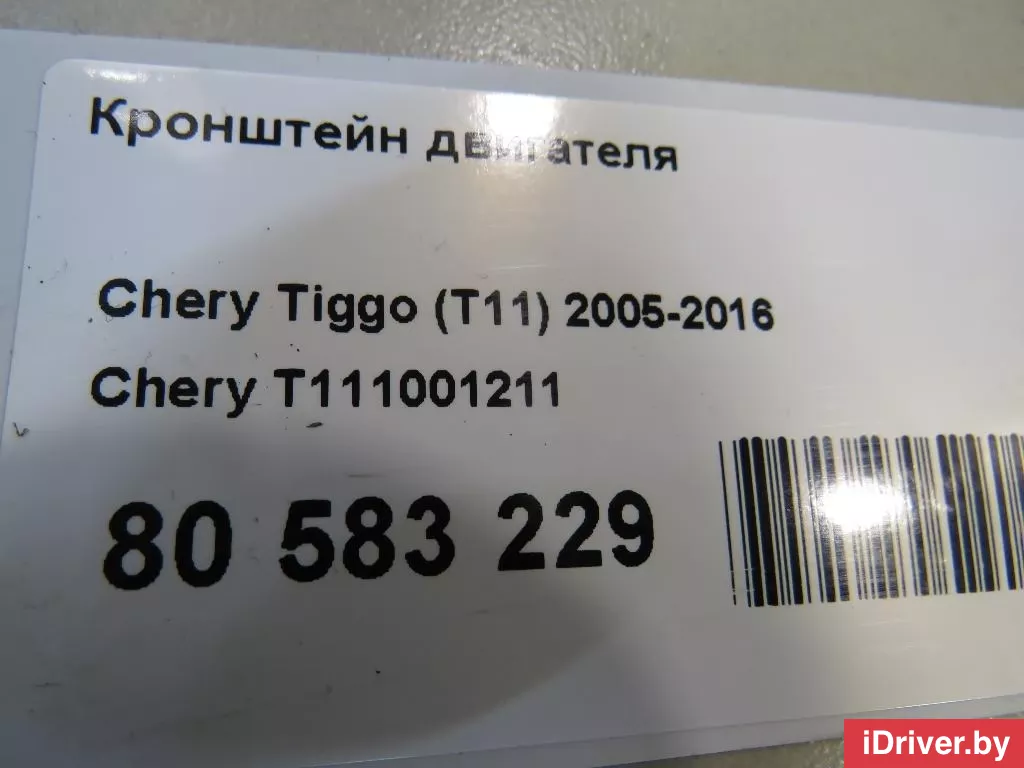 Кронштейн двигателя
Chery Tiggo (T11) 2005-2016
Chery T111001211
80 583 229
iDriver.by